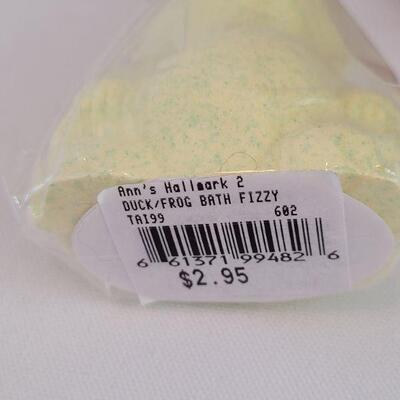 Ann's Hallmark 2
DUCK/FROG BATH FIZZY
TAI99 602
6 61371 99482 6
$2.95